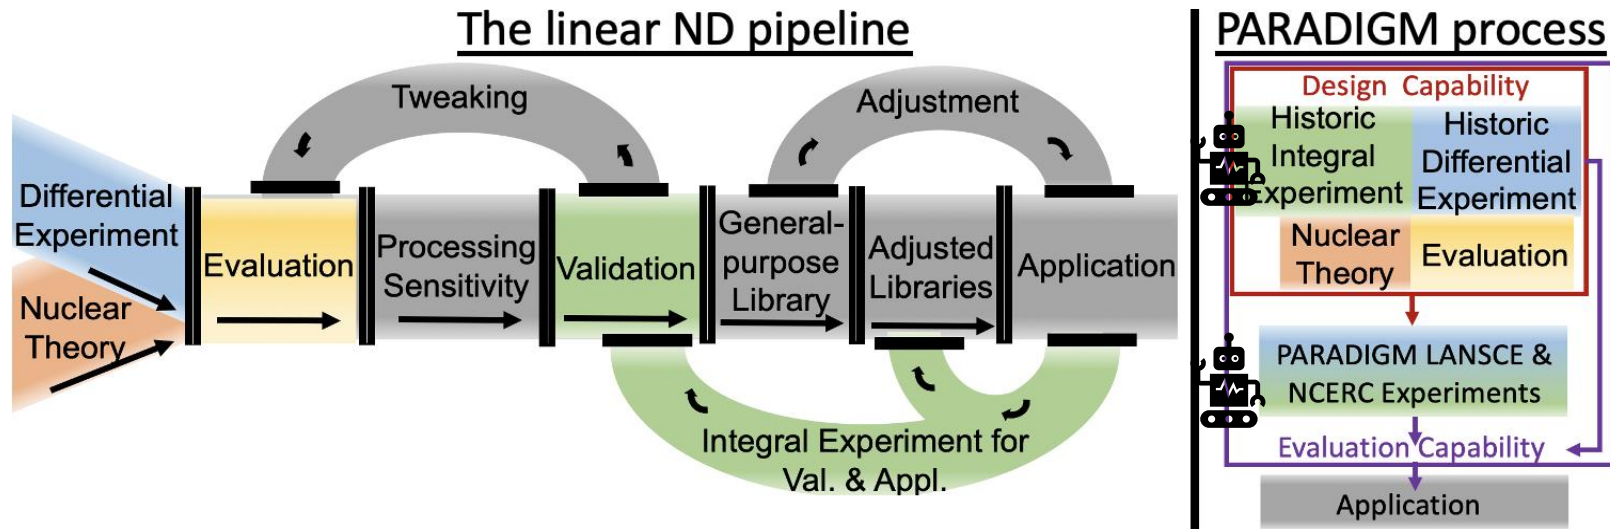 The linear ND pipeline
Tweaking
Adjustment
Differential
Experiment
Nuclear
Theory
Evaluation
Processing
Sensitivity
Validation
General-
purpose
Library
Adjusted
Libraries
Application
Integral Experiment for
Val. & Appl.
PARADIGM process
Design Capability
Historic
Integral
Experiment
Historic
Differential
Experiment
Nuclear
Theory
Evaluation
PARADIGM LANSCE &
NCERC Experiments
Evaluation Capability
Application